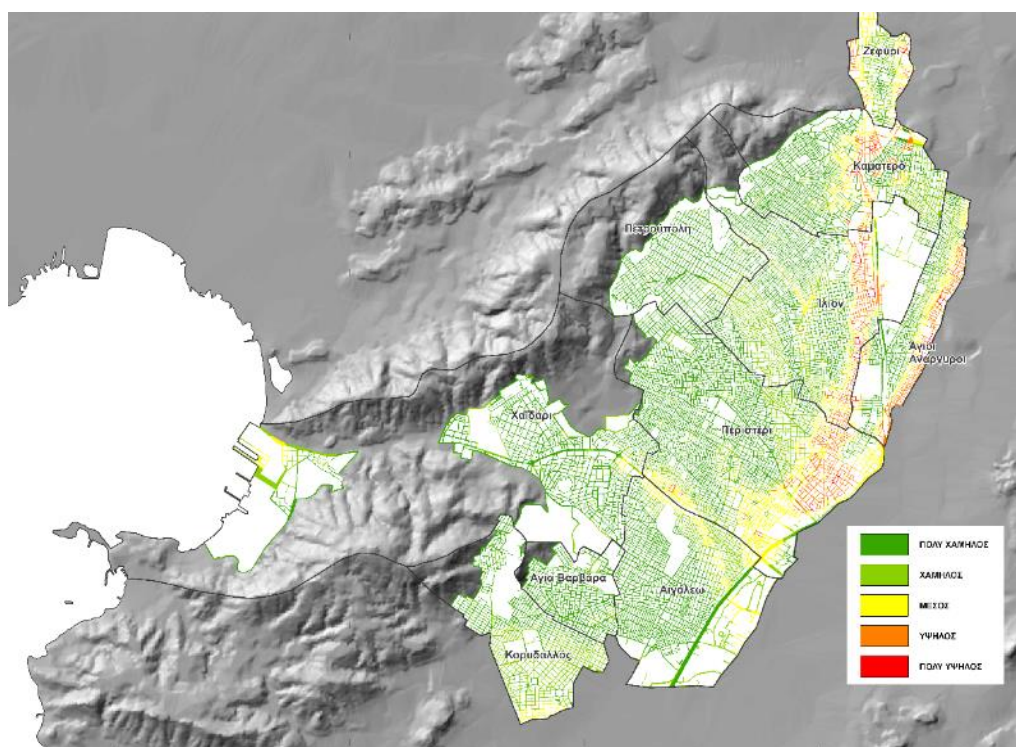 Ζεφύρι
Καματερό
Πετρούπολη
Ίλιον
Άγιοι
Ανάργυροι
Χαϊδάρι
Περιστέρι
Αγία Βαρβάρα
Αιγάλεω
Κορυδαλλός
ΠΟΛΥ ΧΑΜΗΛΟΣ
ΧΑΜΗΛΟΣ
ΜΕΣΟΣ
ΥΨΗΛΟΣ
ΠΟΛΥ ΥΨΗΛΟΣ